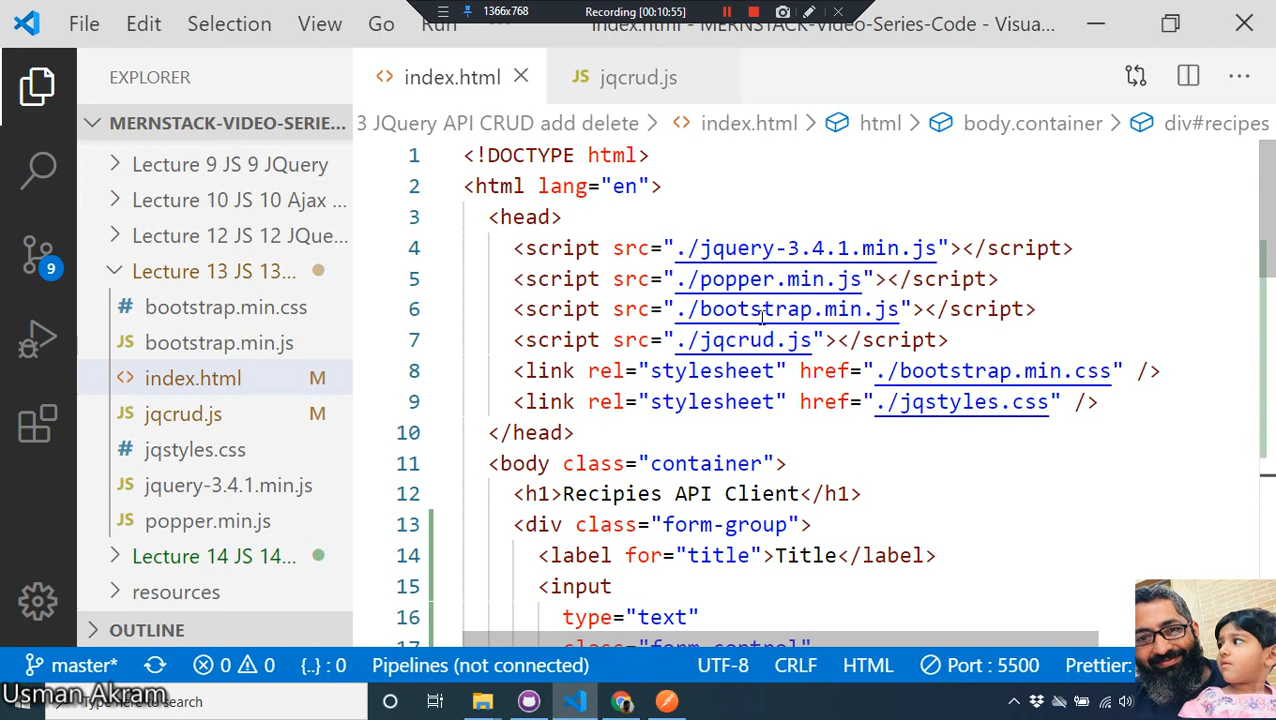 1366x768 Recording [00:10:55]
File Edit Selection View Go Run index.html - MERNSTACK-Video-Series-Code - Visua...
EXPLORER
MERNSTACK-VIDEO-SERIE...
Lecture 9 JS 9 JQuery
Lecture 10 JS 10 Ajax ...
Lecture 12 JS 12 JQue...
Lecture 13 JS 13...
# bootstrap.min.css
JS bootstrap.min.js
<> index.html M
JS jqcrud.js M
# jqstyles.css
JS jquery-3.4.1.min.js
JS popper.min.js
Lecture 14 JS 14...
resources
OUTLINE
9
<> index.html JS jqcrud.js
3 JQuery API CRUD add delete > <> index.html > html > body.container > div#recipes
1 <!DOCTYPE html>
2 <html lang="en">
3 <head>
4 <script src="./jquery-3.4.1.min.js"></script>
5 <script src="./popper.min.js"></script>
6 <script src="./bootstrap.min.js"></script>
7 <script src="./jqcrud.js"></script>
8 <link rel="stylesheet" href="./bootstrap.min.css" />
9 <link rel="stylesheet" href="./jqstyles.css" />
10 </head>
11 <body class="container">
12 <h1>Recipies API Client</h1>
13 <div class="form-group">
14 <label for="title">Title</label>
15 <input
16 type="text"
17 class="form-control"
master* 0 0 {..} : 0 Pipelines (not connected) UTF-8 CRLF HTML Port : 5500 Prettier:
Usman Akram
here to search